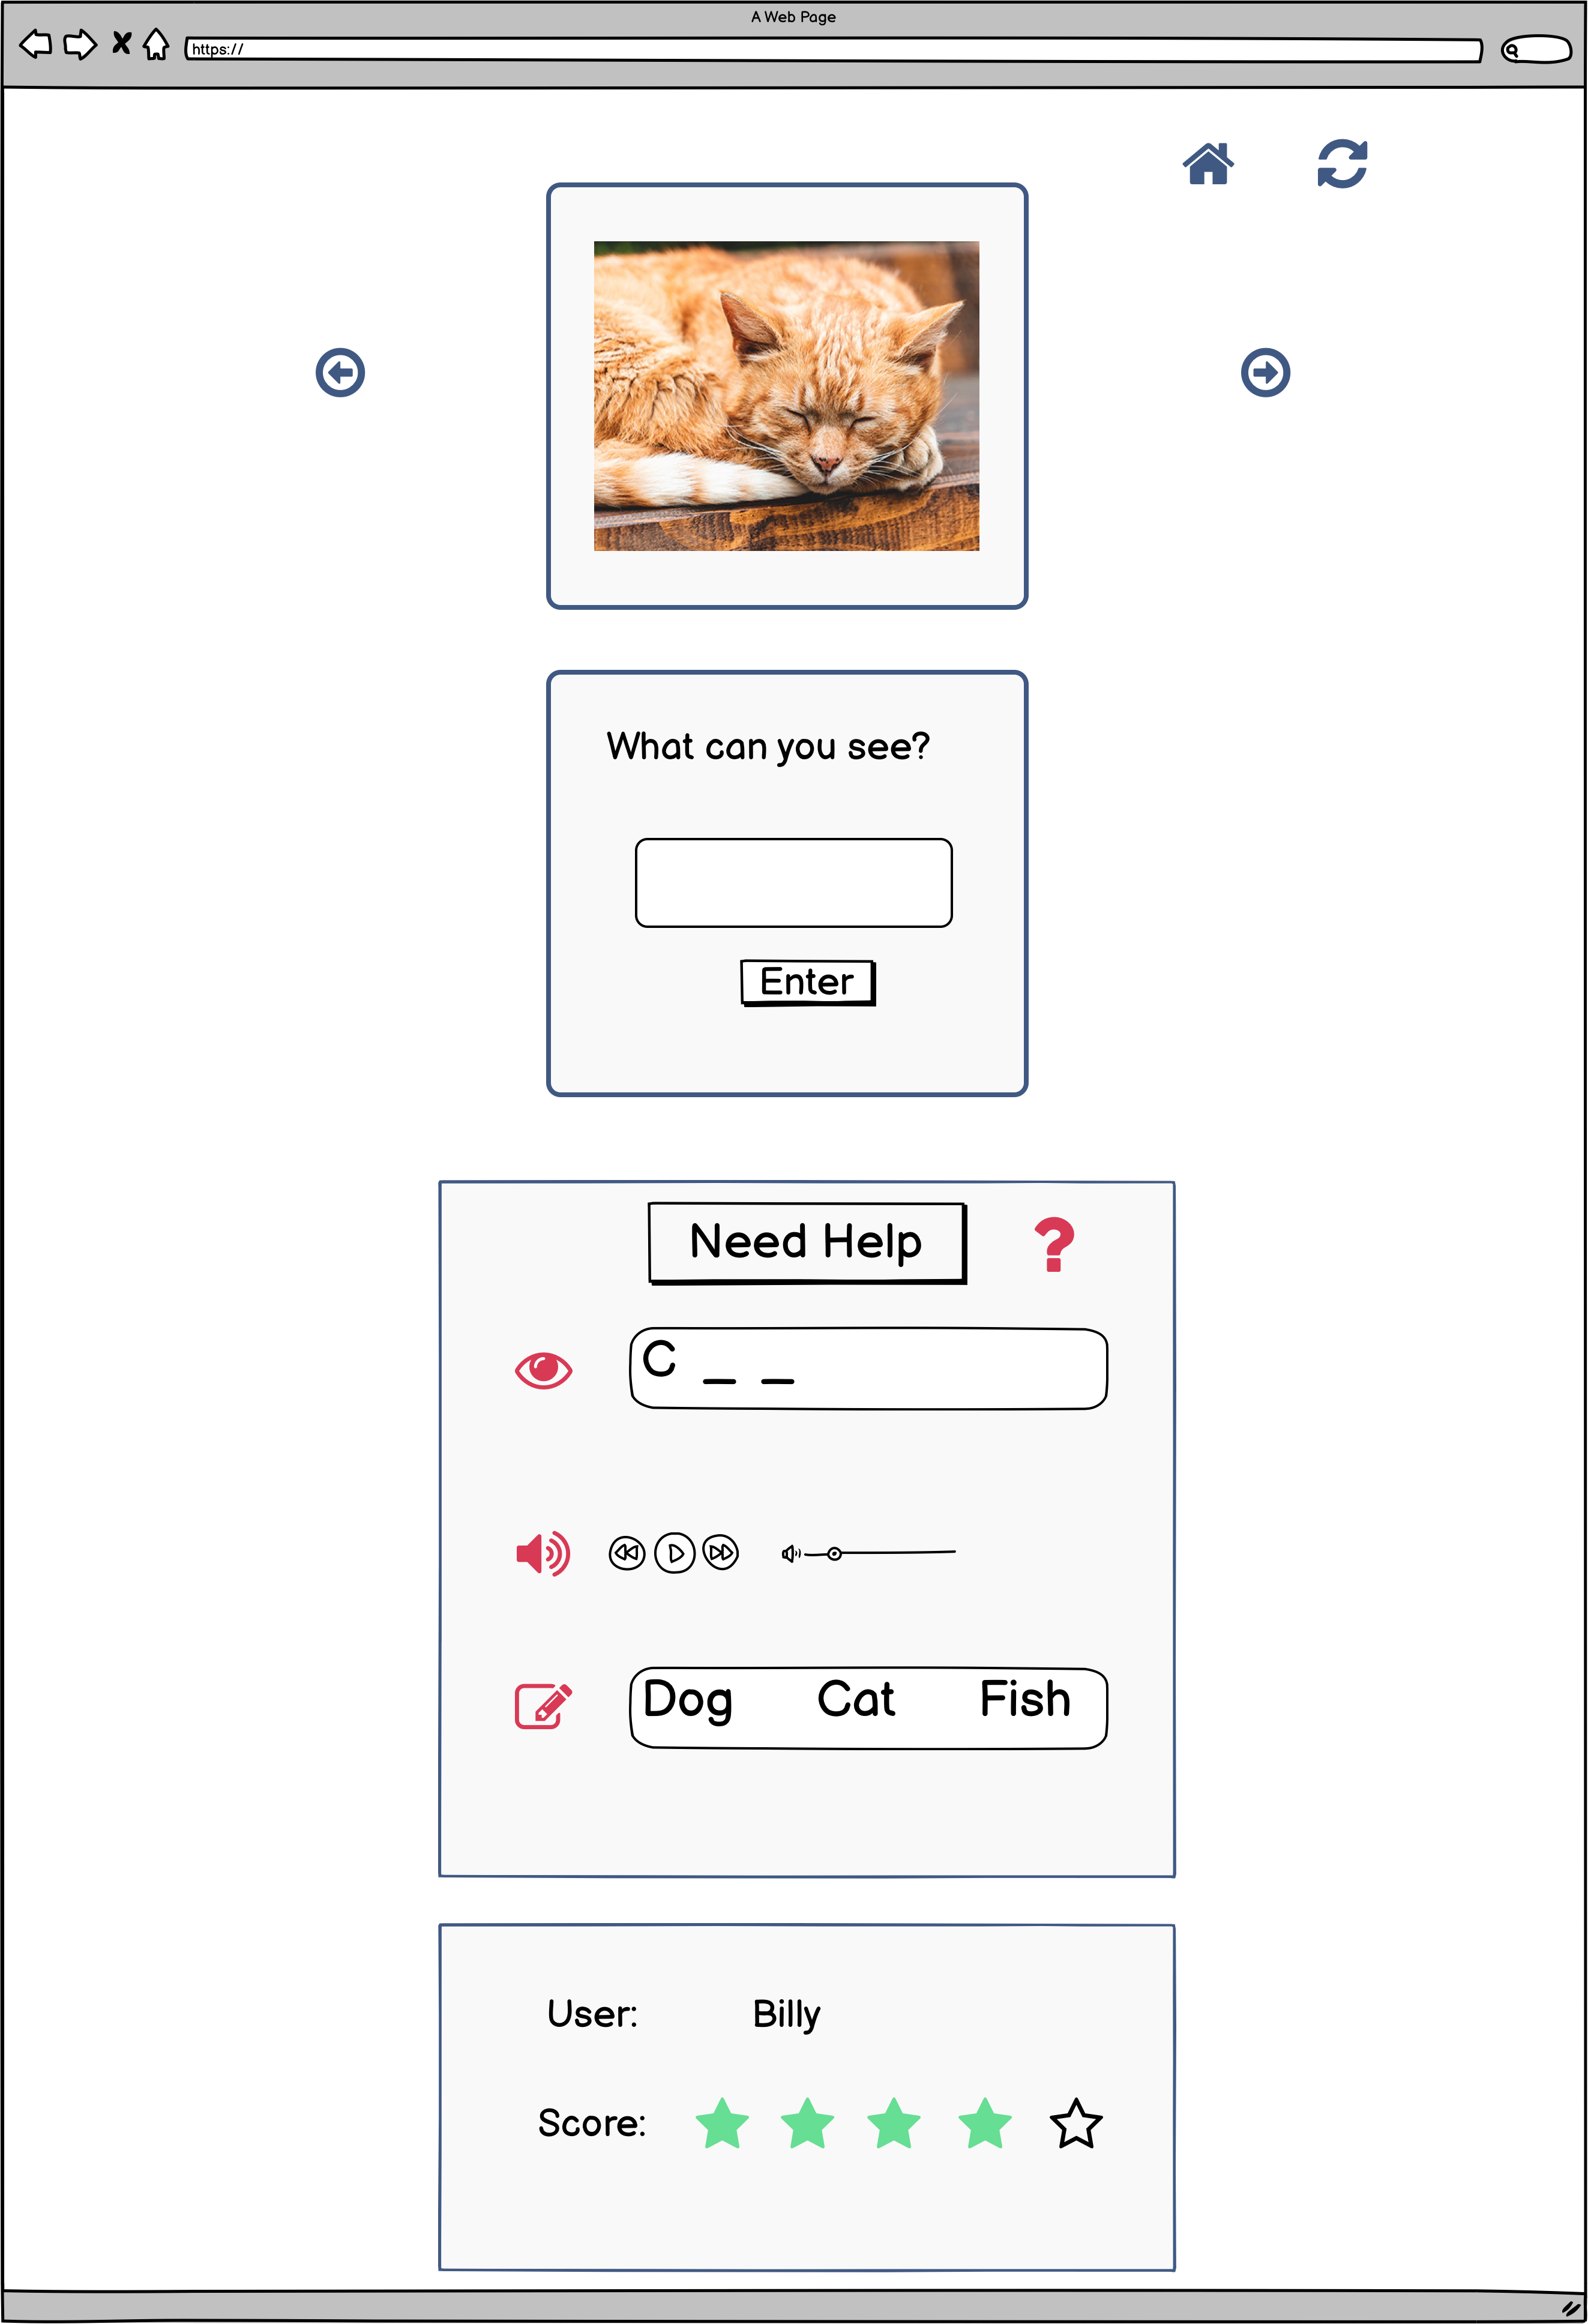 A Web Page
https://
What can you see?
Enter
Need Help ?
C _ _
Dog Cat Fish
User: Billy
Score: